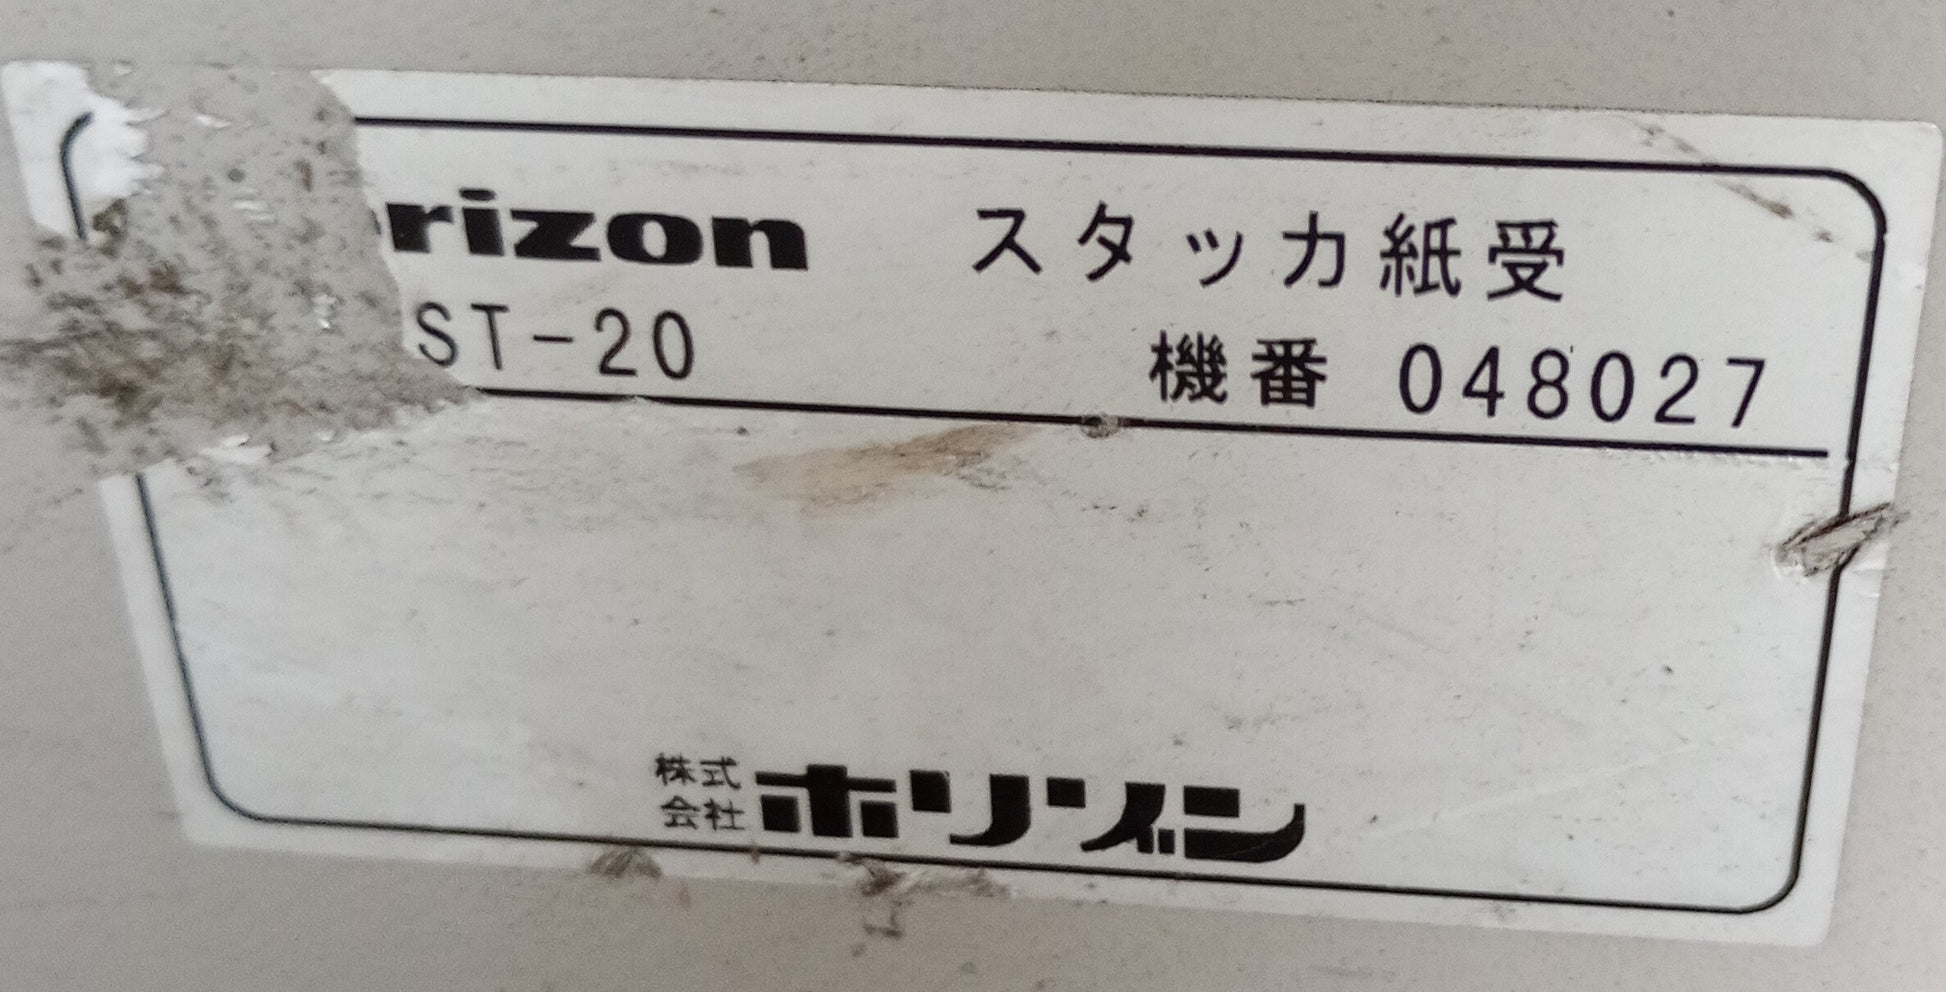 rizon スタッカ紙受
ST-20 機番 048027
株式会社 ホリゾン